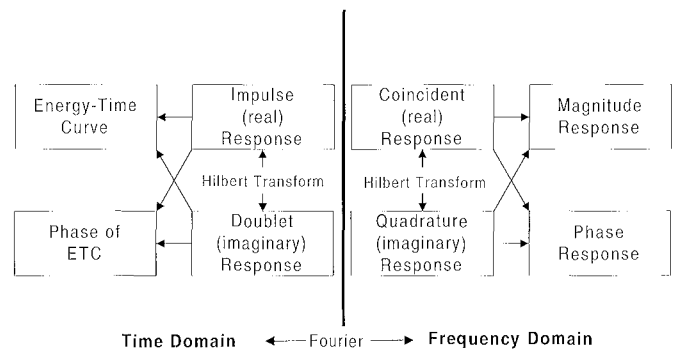 Energy-Time
Curve
Impulse
(real)
Response
Coincident
(real)
Response
Magnitude
Response
Hilbert Transform
Hilbert Transform
Phase of
ETC
Doublet
(imaginary)
Response
Quadrature
(imaginary)
Response
Phase
Response
Time Domain Fourier Frequency Domain